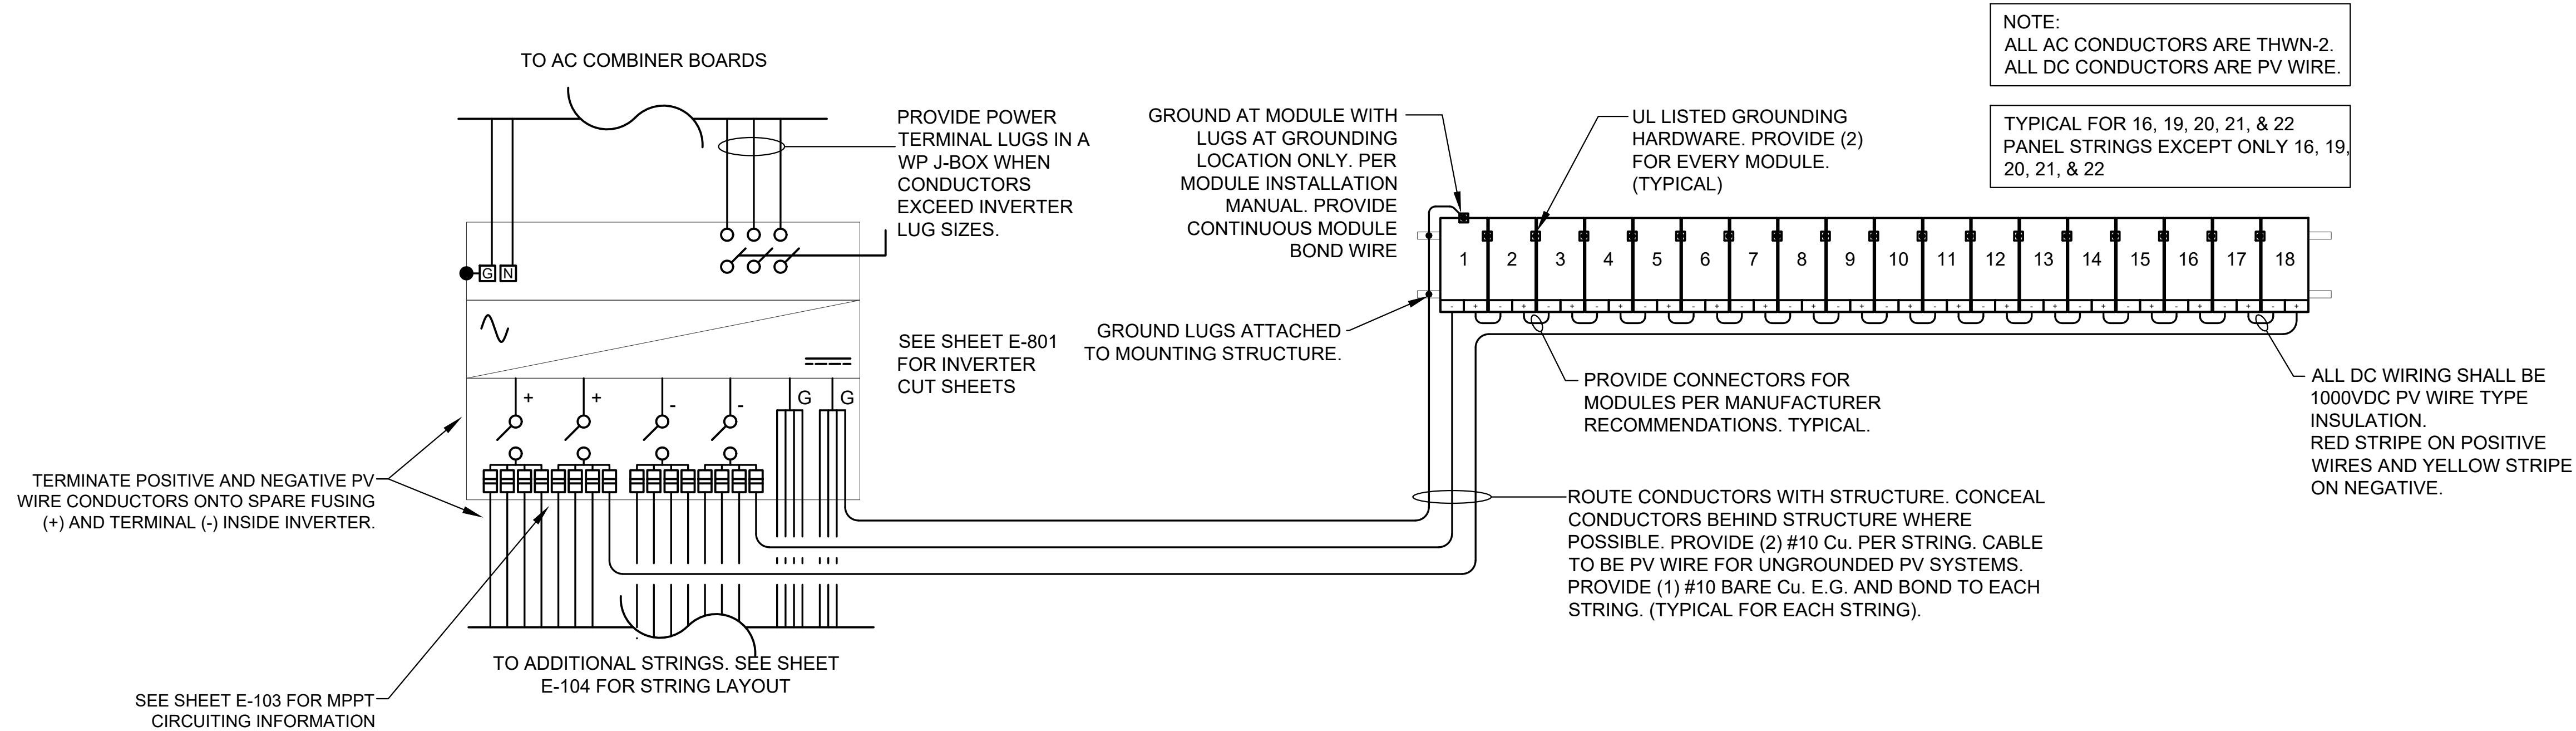 NOTE:
ALL AC CONDUCTORS ARE THWN-2.
ALL DC CONDUCTORS ARE PV WIRE.
TYPICAL FOR 16, 19, 20, 21, & 22
PANEL STRINGS EXCEPT ONLY 16, 19,
20, 21, & 22
TO AC COMBINER BOARDS
PROVIDE POWER
TERMINAL LUGS IN A
WP J-BOX WHEN
CONDUCTORS
EXCEED INVERTER
LUG SIZES.
GROUND AT MODULE WITH
LUGS AT GROUNDING
LOCATION ONLY. PER
MODULE INSTALLATION
MANUAL. PROVIDE
CONTINUOUS MODULE
BOND WIRE
UL LISTED GROUNDING
HARDWARE. PROVIDE (2)
FOR EVERY MODULE.
(TYPICAL)
G N
1 2 3 4 5 6 7 8 9 10 11 12 13 14 15 16 17 18
- + - + - + - + - + - + - + - + - + - + - + - + - + - + - + - + - + - +
GROUND LUGS ATTACHED
TO MOUNTING STRUCTURE.
SEE SHEET E-801
FOR INVERTER
CUT SHEETS
+ + - - G G
PROVIDE CONNECTORS FOR
MODULES PER MANUFACTURER
RECOMMENDATIONS. TYPICAL.
ALL DC WIRING SHALL BE
1000VDC PV WIRE TYPE
INSULATION.
RED STRIPE ON POSITIVE
WIRES AND YELLOW STRIPE
ON NEGATIVE.
TERMINATE POSITIVE AND NEGATIVE PV
WIRE CONDUCTORS ONTO SPARE FUSING
(+) AND TERMINAL (-) INSIDE INVERTER.
ROUTE CONDUCTORS WITH STRUCTURE. CONCEAL
CONDUCTORS BEHIND STRUCTURE WHERE
POSSIBLE. PROVIDE (2) #10 Cu. PER STRING. CABLE
TO BE PV WIRE FOR UNGROUNDED PV SYSTEMS.
PROVIDE (1) #10 BARE Cu. E.G. AND BOND TO EACH
STRING. (TYPICAL FOR EACH STRING).
TO ADDITIONAL STRINGS. SEE SHEET
E-104 FOR STRING LAYOUT
SEE SHEET E-103 FOR MPPT
CIRCUITING INFORMATION